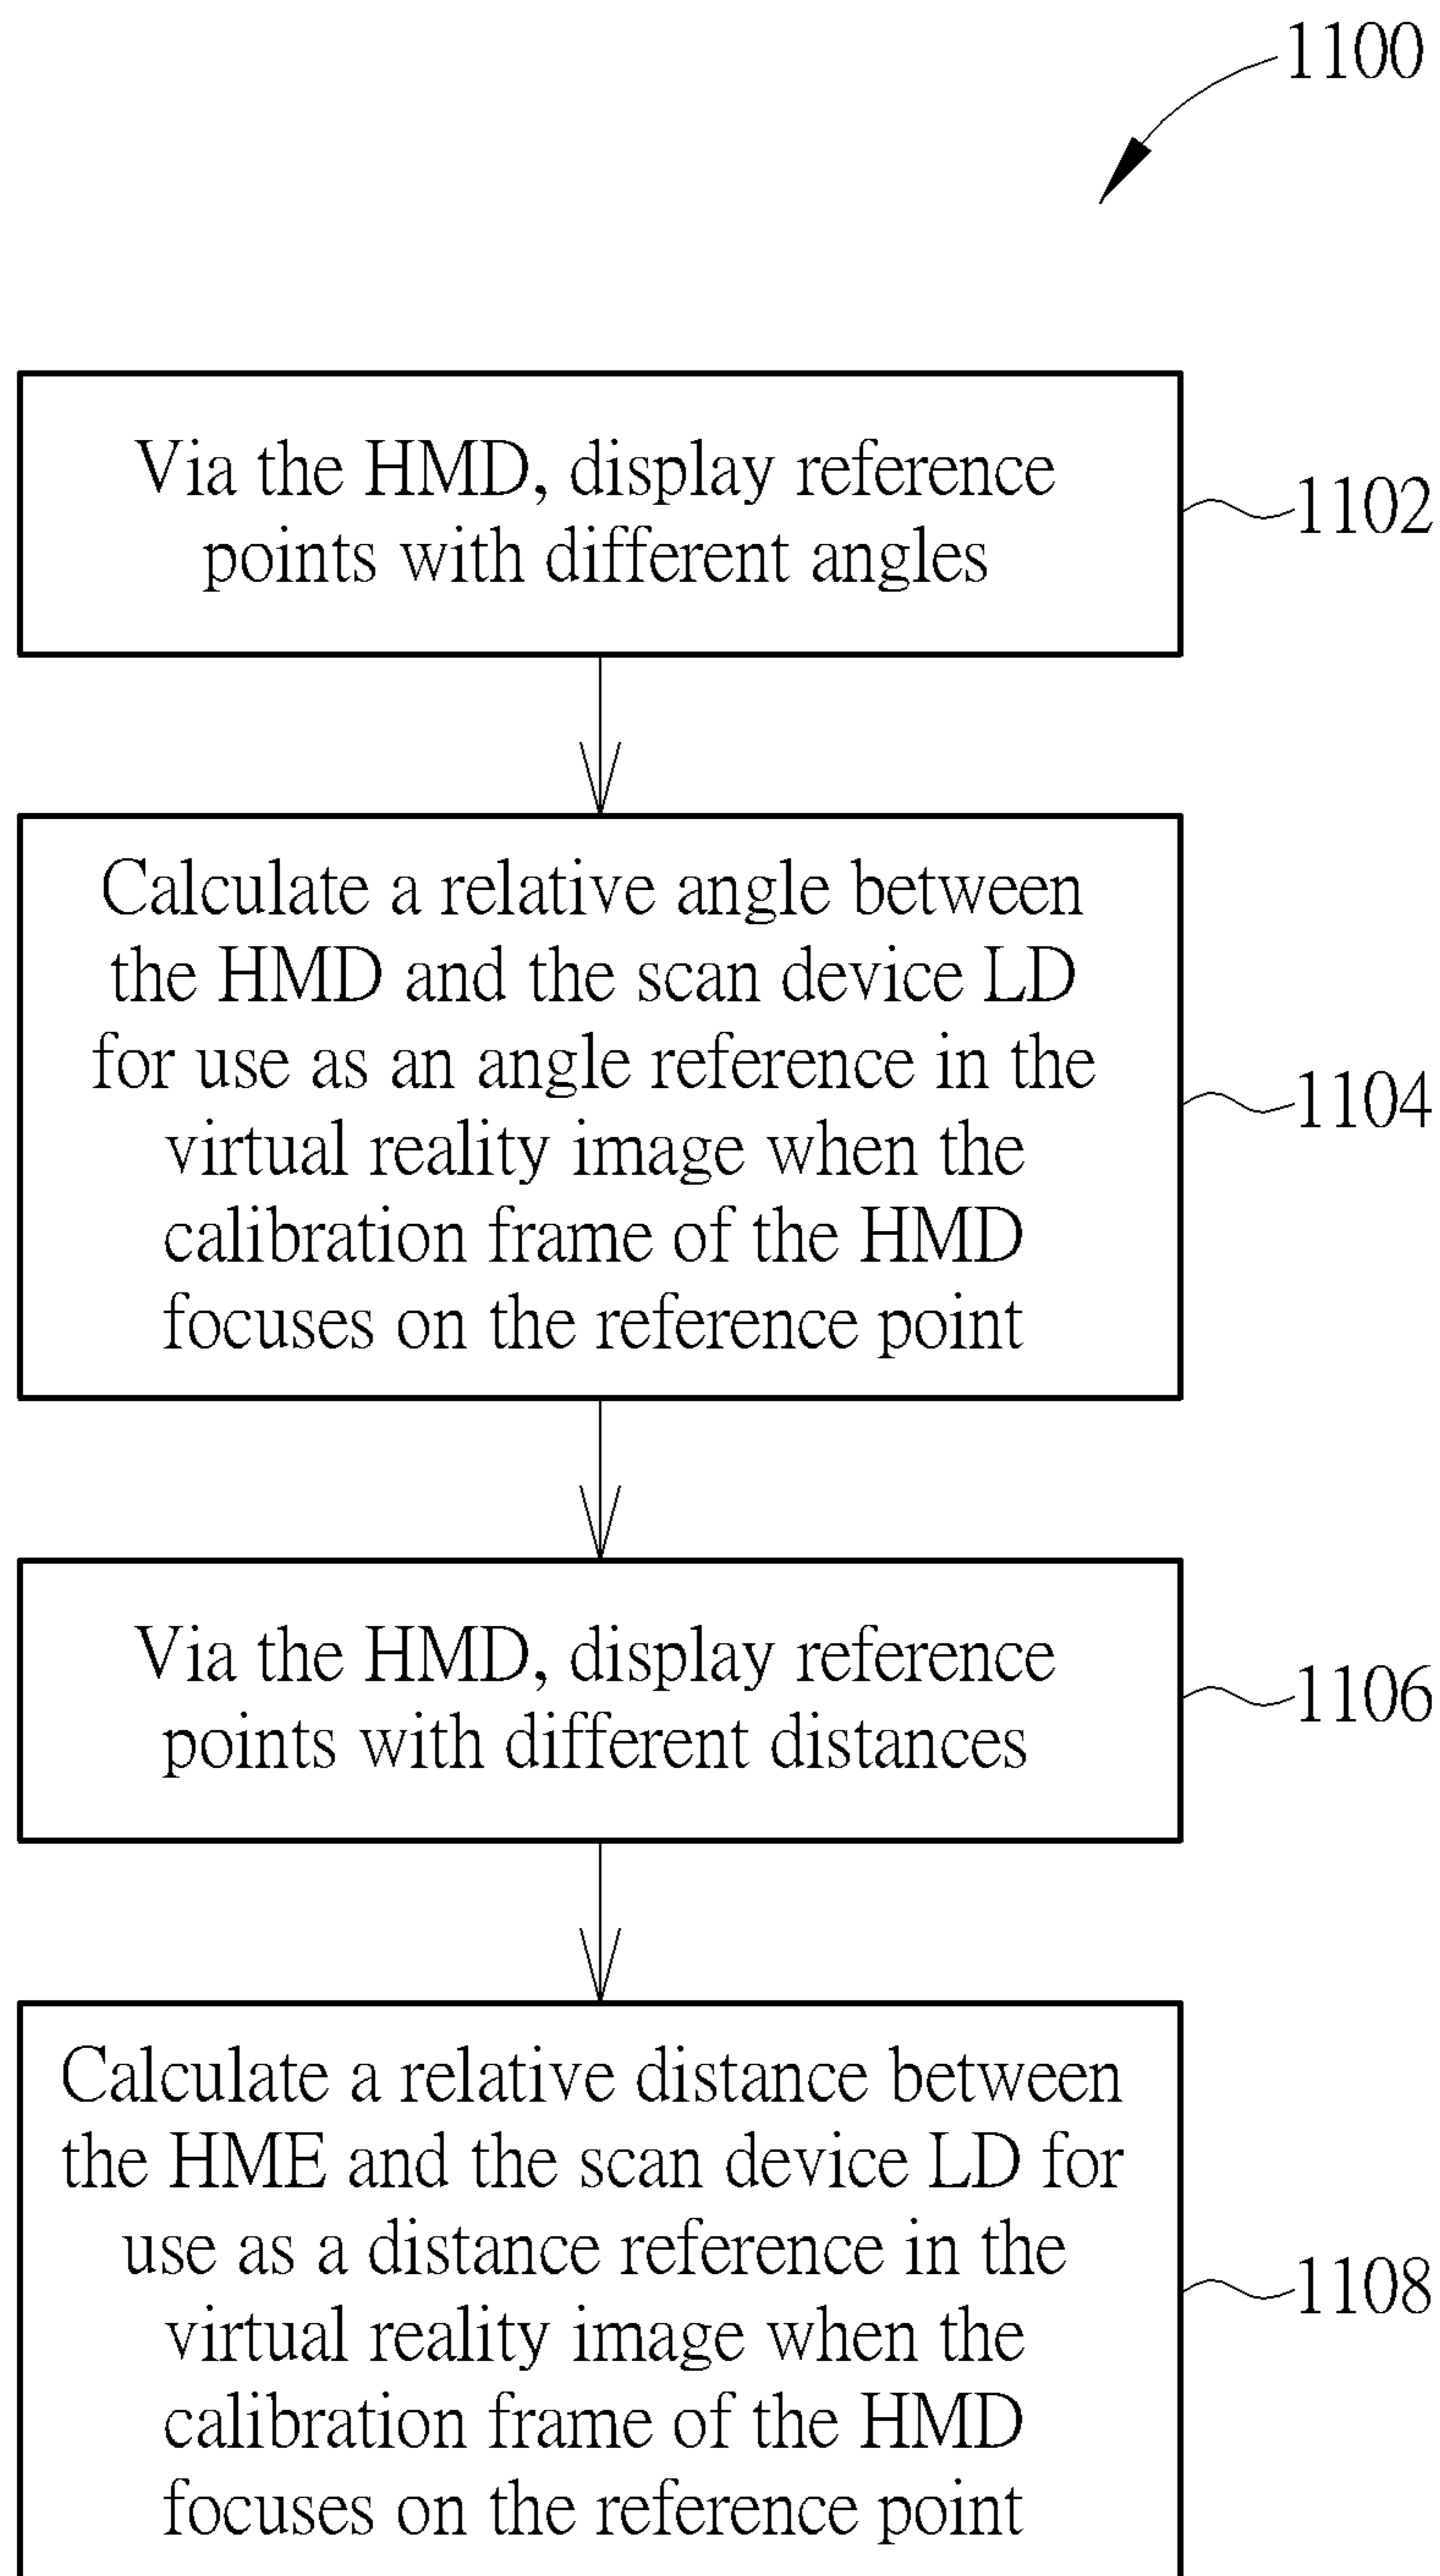 1100
Via the HMD, display reference
points with different angles
1102
Calculate a relative angle between
the HMD and the scan device LD
for use as an angle reference in the
virtual reality image when the
calibration frame of the HMD
focuses on the reference point
1104
Via the HMD, display reference
points with different distances
1106
Calculate a relative distance between
the HME and the scan device LD for
use as a distance reference in the
virtual reality image when the
calibration frame of the HMD
focuses on the reference point
1108